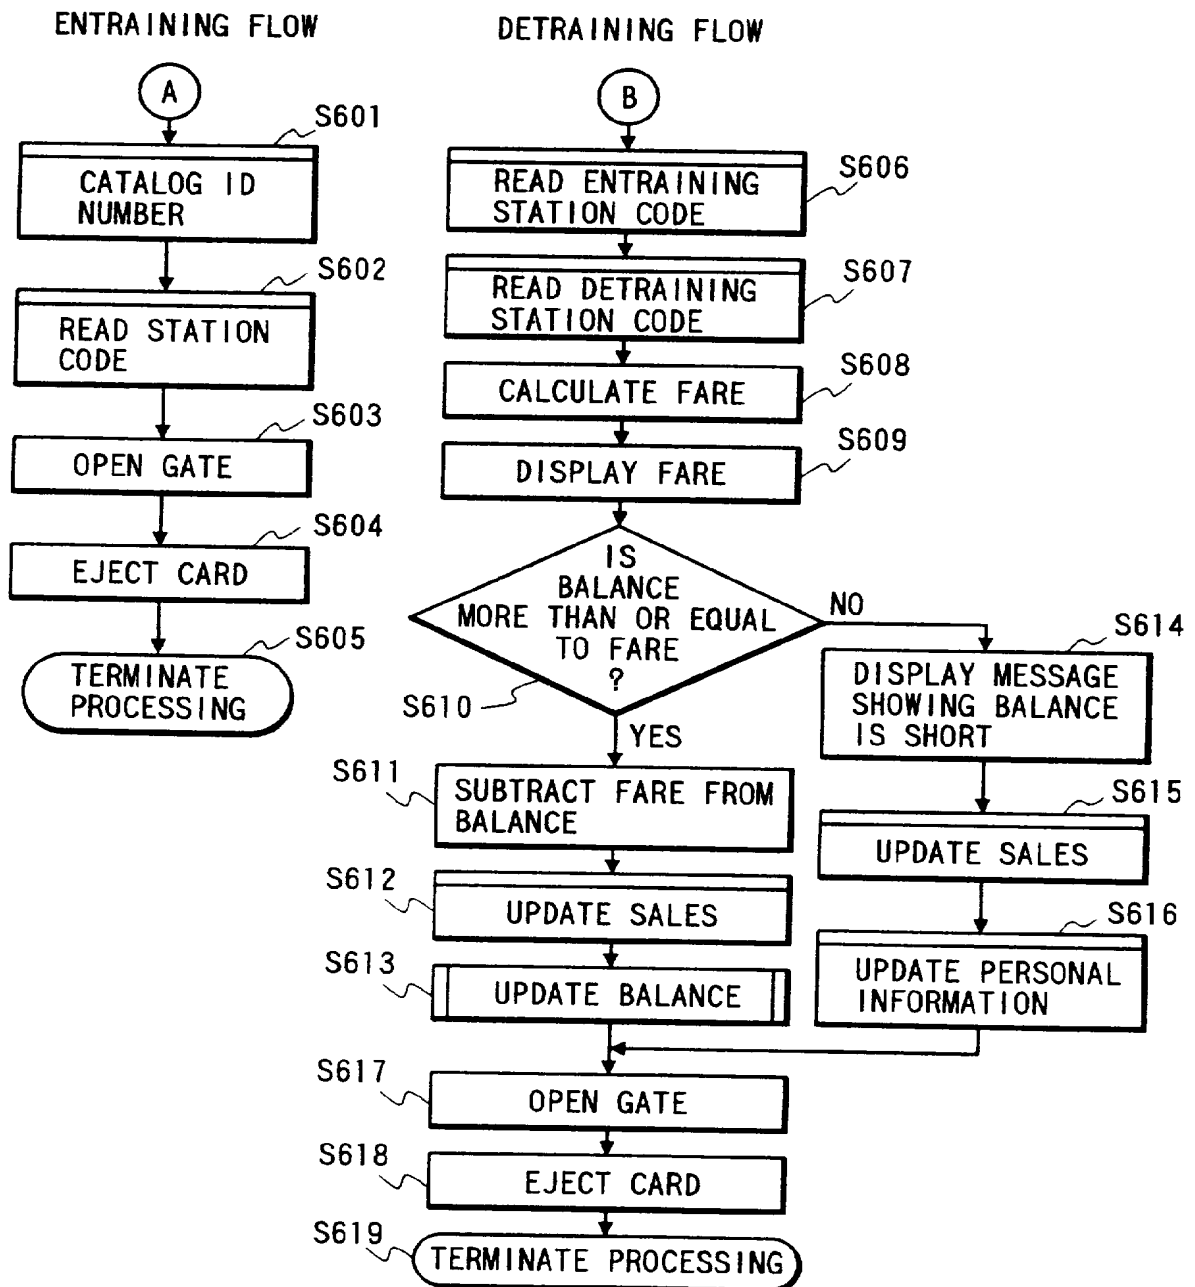 ENTRAINING FLOW
A
S601
CATALOG ID
NUMBER
S602
READ STATION
CODE
S603
OPEN GATE
S604
EJECT CARD
S605
TERMINATE
PROCESSING
DETRAINING FLOW
B
S606
READ ENTRAINING
STATION CODE
S607
READ DETRAINING
STATION CODE
S608
CALCULATE FARE
S609
DISPLAY FARE
IS
BALANCE
MORE THAN OR EQUAL
TO FARE
?
S610
NO
YES
S614
DISPLAY MESSAGE
SHOWING BALANCE
IS SHORT
S611
SUBTRACT FARE FROM
BALANCE
S615
UPDATE SALES
S612
UPDATE SALES
S616
UPDATE PERSONAL
INFORMATION
S613
UPDATE BALANCE
S617
OPEN GATE
S618
EJECT CARD
S619
TERMINATE PROCESSING